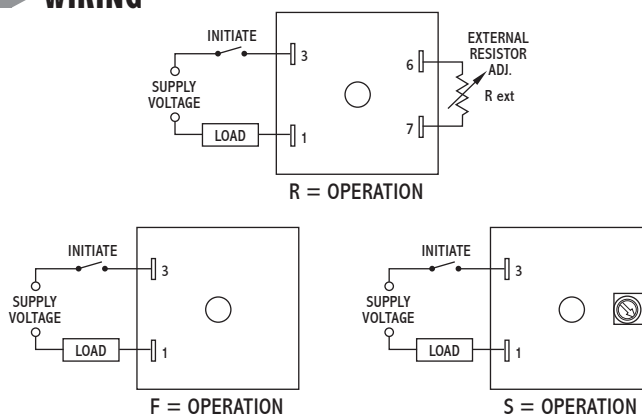 WIRING
INITIATE
3
SUPPLY
VOLTAGE
LOAD
1
6
7
EXTERNAL
RESISTOR
ADJ.
R ext
R = OPERATION
INITIATE
3
SUPPLY
VOLTAGE
LOAD
1
F = OPERATION
INITIATE
3
SUPPLY
VOLTAGE
LOAD
1
S = OPERATION